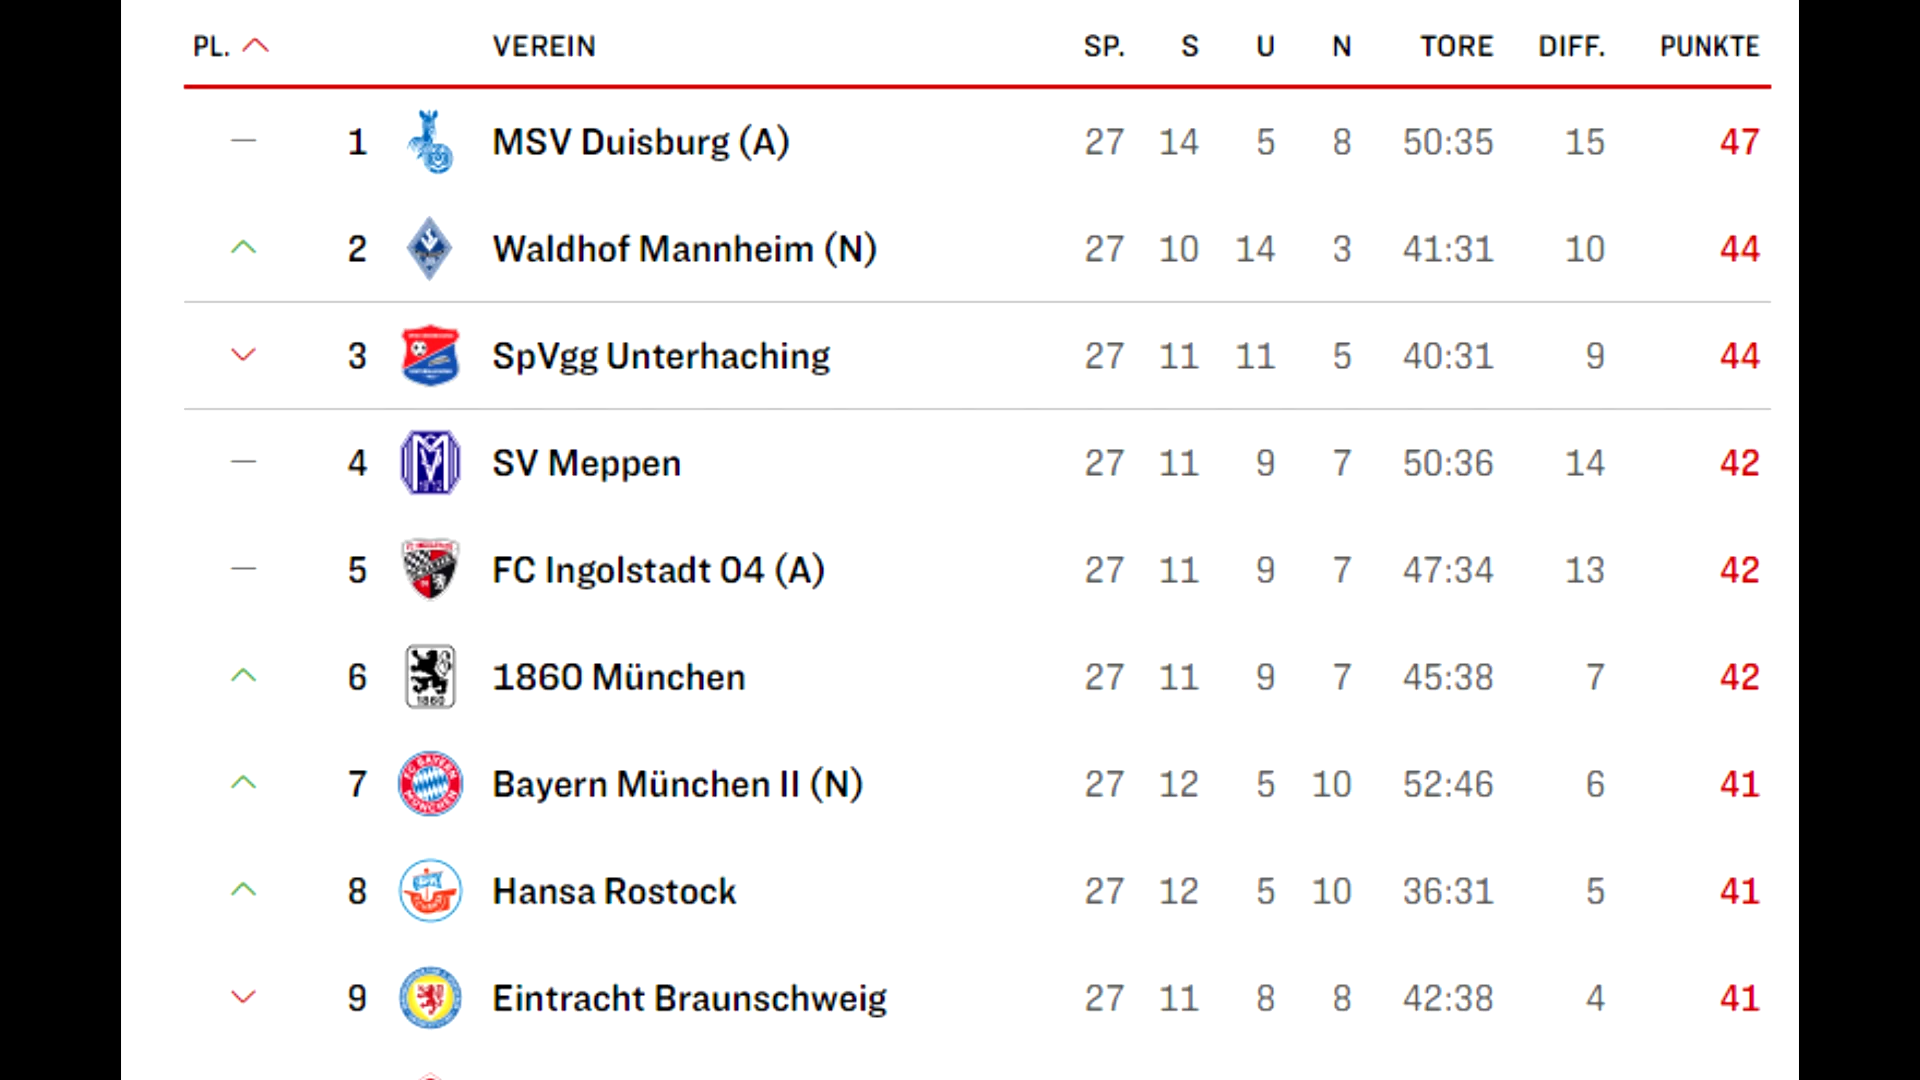 PL. VEREIN SP. S U N TORE DIFF. PUNKTE
1 MSV Duisburg (A) 27 14 5 8 50:35 15 47
2 Waldhof Mannheim (N) 27 10 14 3 41:31 10 44
3 SpVgg Unterhaching 27 11 11 5 40:31 9 44
4 SV Meppen 27 11 9 7 50:36 14 42
5 FC Ingolstadt 04 (A) 27 11 9 7 47:34 13 42
1860
6 1860 München 27 11 9 7 45:38 7 42
FC BAYERN MÜNCHEN
7 Bayern München II (N) 27 12 5 10 52:46 6 41
8 Hansa Rostock 27 12 5 10 36:31 5 41
9 Eintracht Braunschweig 27 11 8 8 42:38 4 41